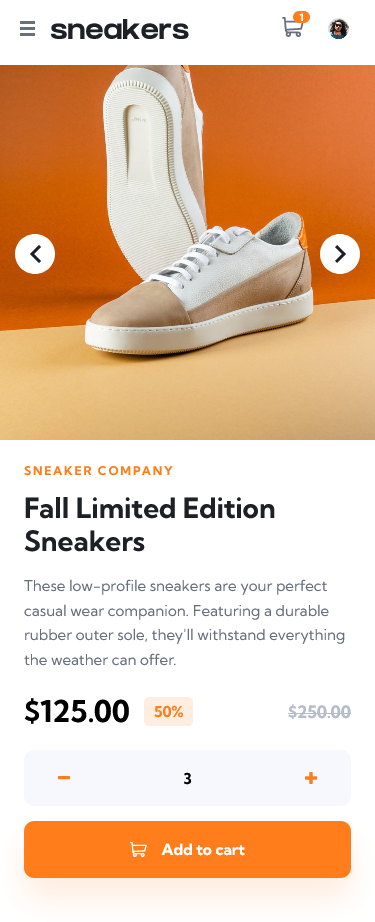 sneakers
1
SNEAKER COMPANY
Fall Limited Edition
Sneakers
These low-profile sneakers are your perfect
casual wear companion. Featuring a durable
rubber outer sole, they'll withstand everything
the weather can offer.
$125.00 50% $250.00
3
Add to cart